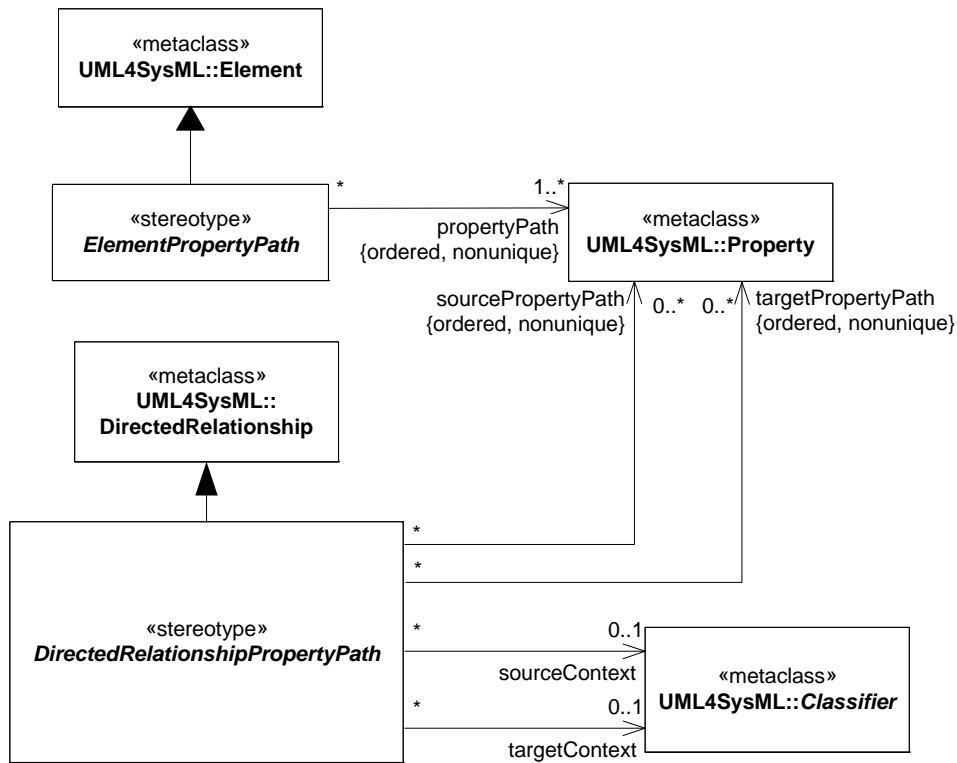 «metaclass»
UML4SysML::Element
«stereotype»
ElementPropertyPath
*
1..*
propertyPath
{ordered, nonunique}
«metaclass»
UML4SysML::Property
sourcePropertyPath
{ordered, nonunique}
0..*
0..*
targetPropertyPath
{ordered, nonunique}
«metaclass»
UML4SysML::
DirectedRelationship
«stereotype»
DirectedRelationshipPropertyPath
*
*
*
0..1
sourceContext
*
0..1
targetContext
«metaclass»
UML4SysML::Classifier